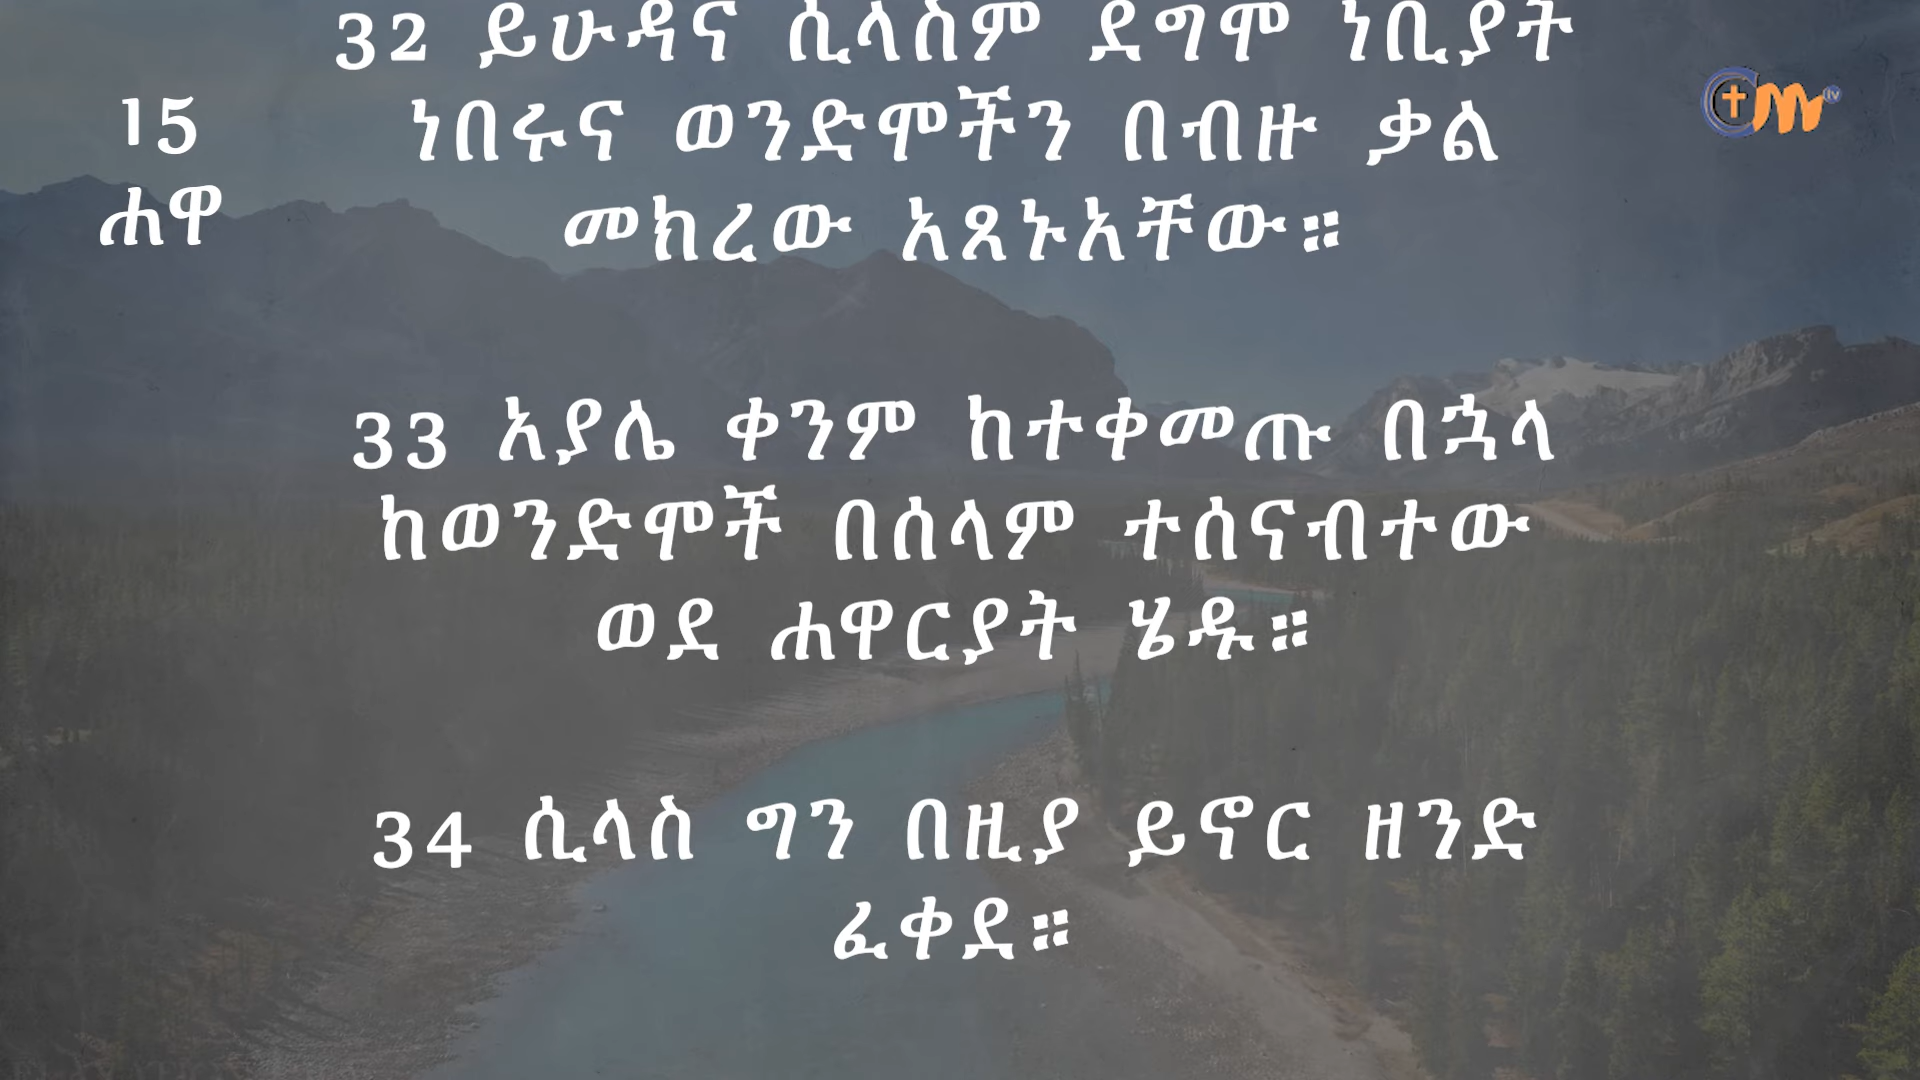 32 ይሁዳና ሲላስም ደግሞ ነቢያት
ነበሩና ወንድሞችን በብዙ ቃል
መክረው አጸኑአቸው።
15
ሐዋ
33 አያሌ ቀንም ከተቀመጡ በኋላ
ከወንድሞች በሰላም ተሰናብተው
ወደ ሐዋርያት ሄዱ።
34 ሲላስ ግን በዚያ ይኖር ዘንድ
ፈቀደ።